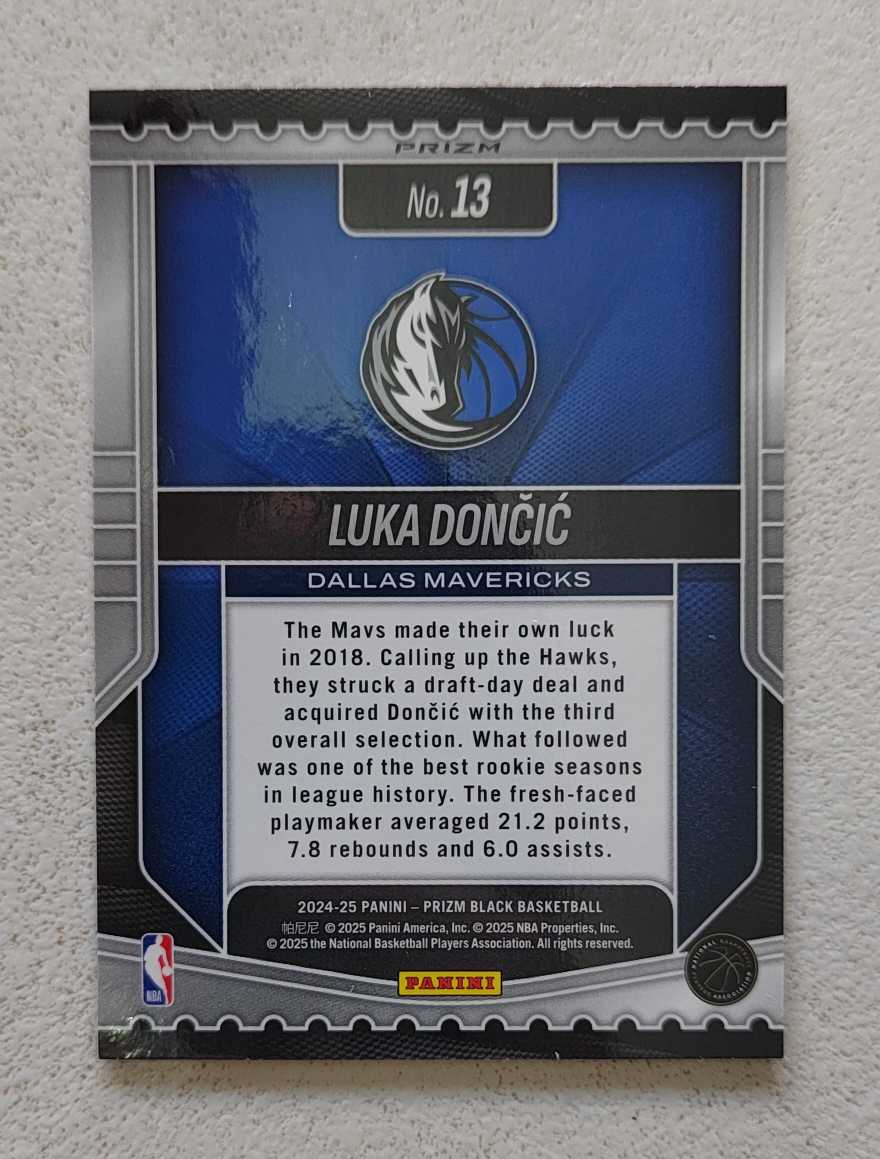 PRIZM
No. 13
LUKA DONČIĆ
DALLAS MAVERICKS
The Mavs made their own luck
in 2018. Calling up the Hawks,
they struck a draft-day deal and
acquired Dončić with the third
overall selection. What followed
was one of the best rookie seasons
in league history. The fresh-faced
playmaker averaged 21.2 points,
7.8 rebounds and 6.0 assists.
2024-25 PANINI – PRIZM BLACK BASKETBALL
帕尼尼 © 2025 Panini America, Inc. © 2025 NBA Properties, Inc.
© 2025 the National Basketball Players Association. All rights reserved.
NBA
PANINI
NATIONAL BASKETBALL PLAYERS ASSOCIATION